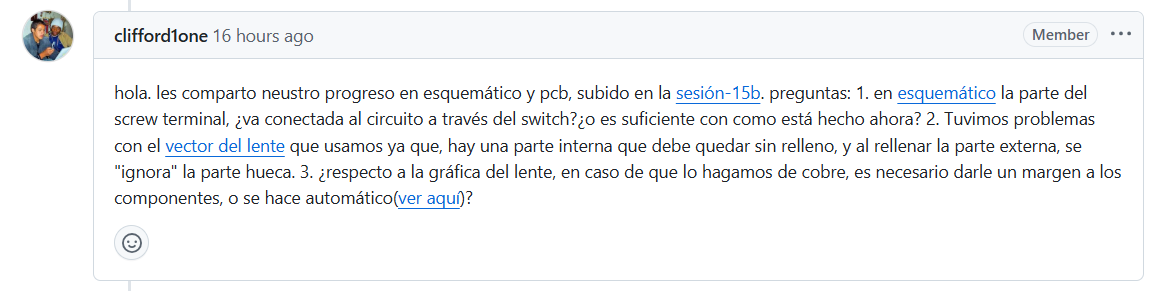 clifford1one 16 hours ago Member
hola. les comparto neustro progreso en esquemático y pcb, subido en la sesión-15b. preguntas: 1. en esquemático la parte del
screw terminal, ¿va conectada al circuito a través del switch?¿o es suficiente con como está hecho ahora? 2. Tuvimos problemas
con el vector del lente que usamos ya que, hay una parte interna que debe quedar sin relleno, y al rellenar la parte externa, se
"ignora" la parte hueca. 3. ¿respecto a la gráfica del lente, en caso de que lo hagamos de cobre, es necesario darle un margen a los
componentes, o se hace automático(ver aquí)?